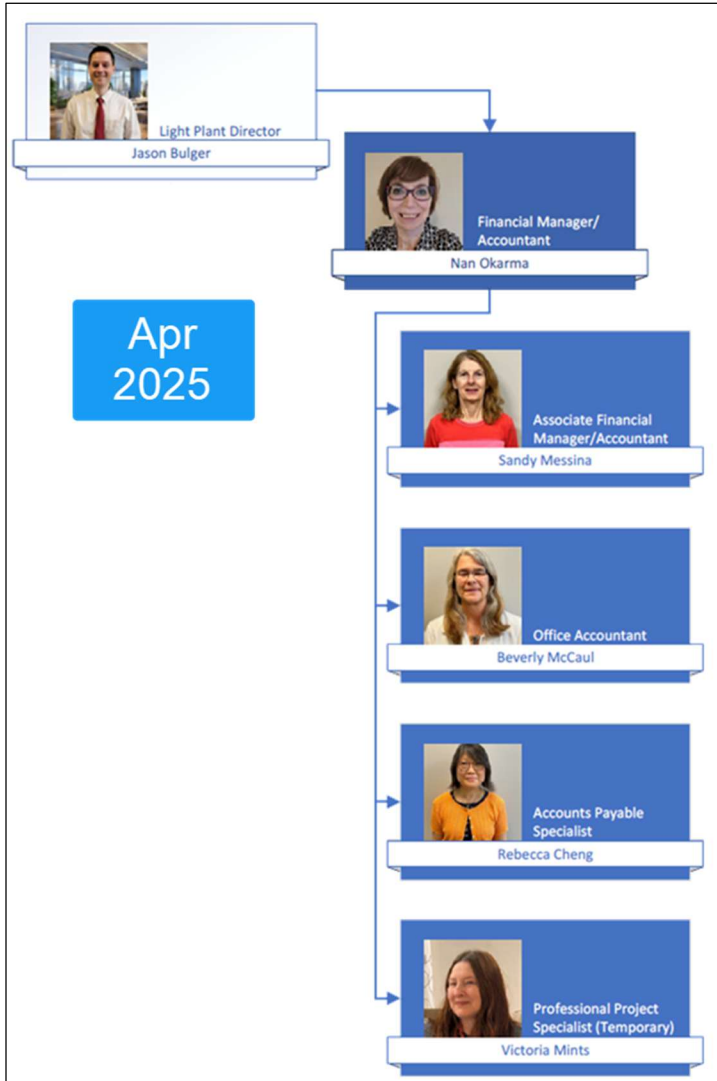 Light Plant Director
Jason Bulger
Financial Manager/
Accountant
Nan Okarma
Apr
2025
Associate Financial
Manager/Accountant
Sandy Messina
Office Accountant
Beverly McCaul
Accounts Payable
Specialist
Rebecca Cheng
Professional Project
Specialist (Temporary)
Victoria Mints